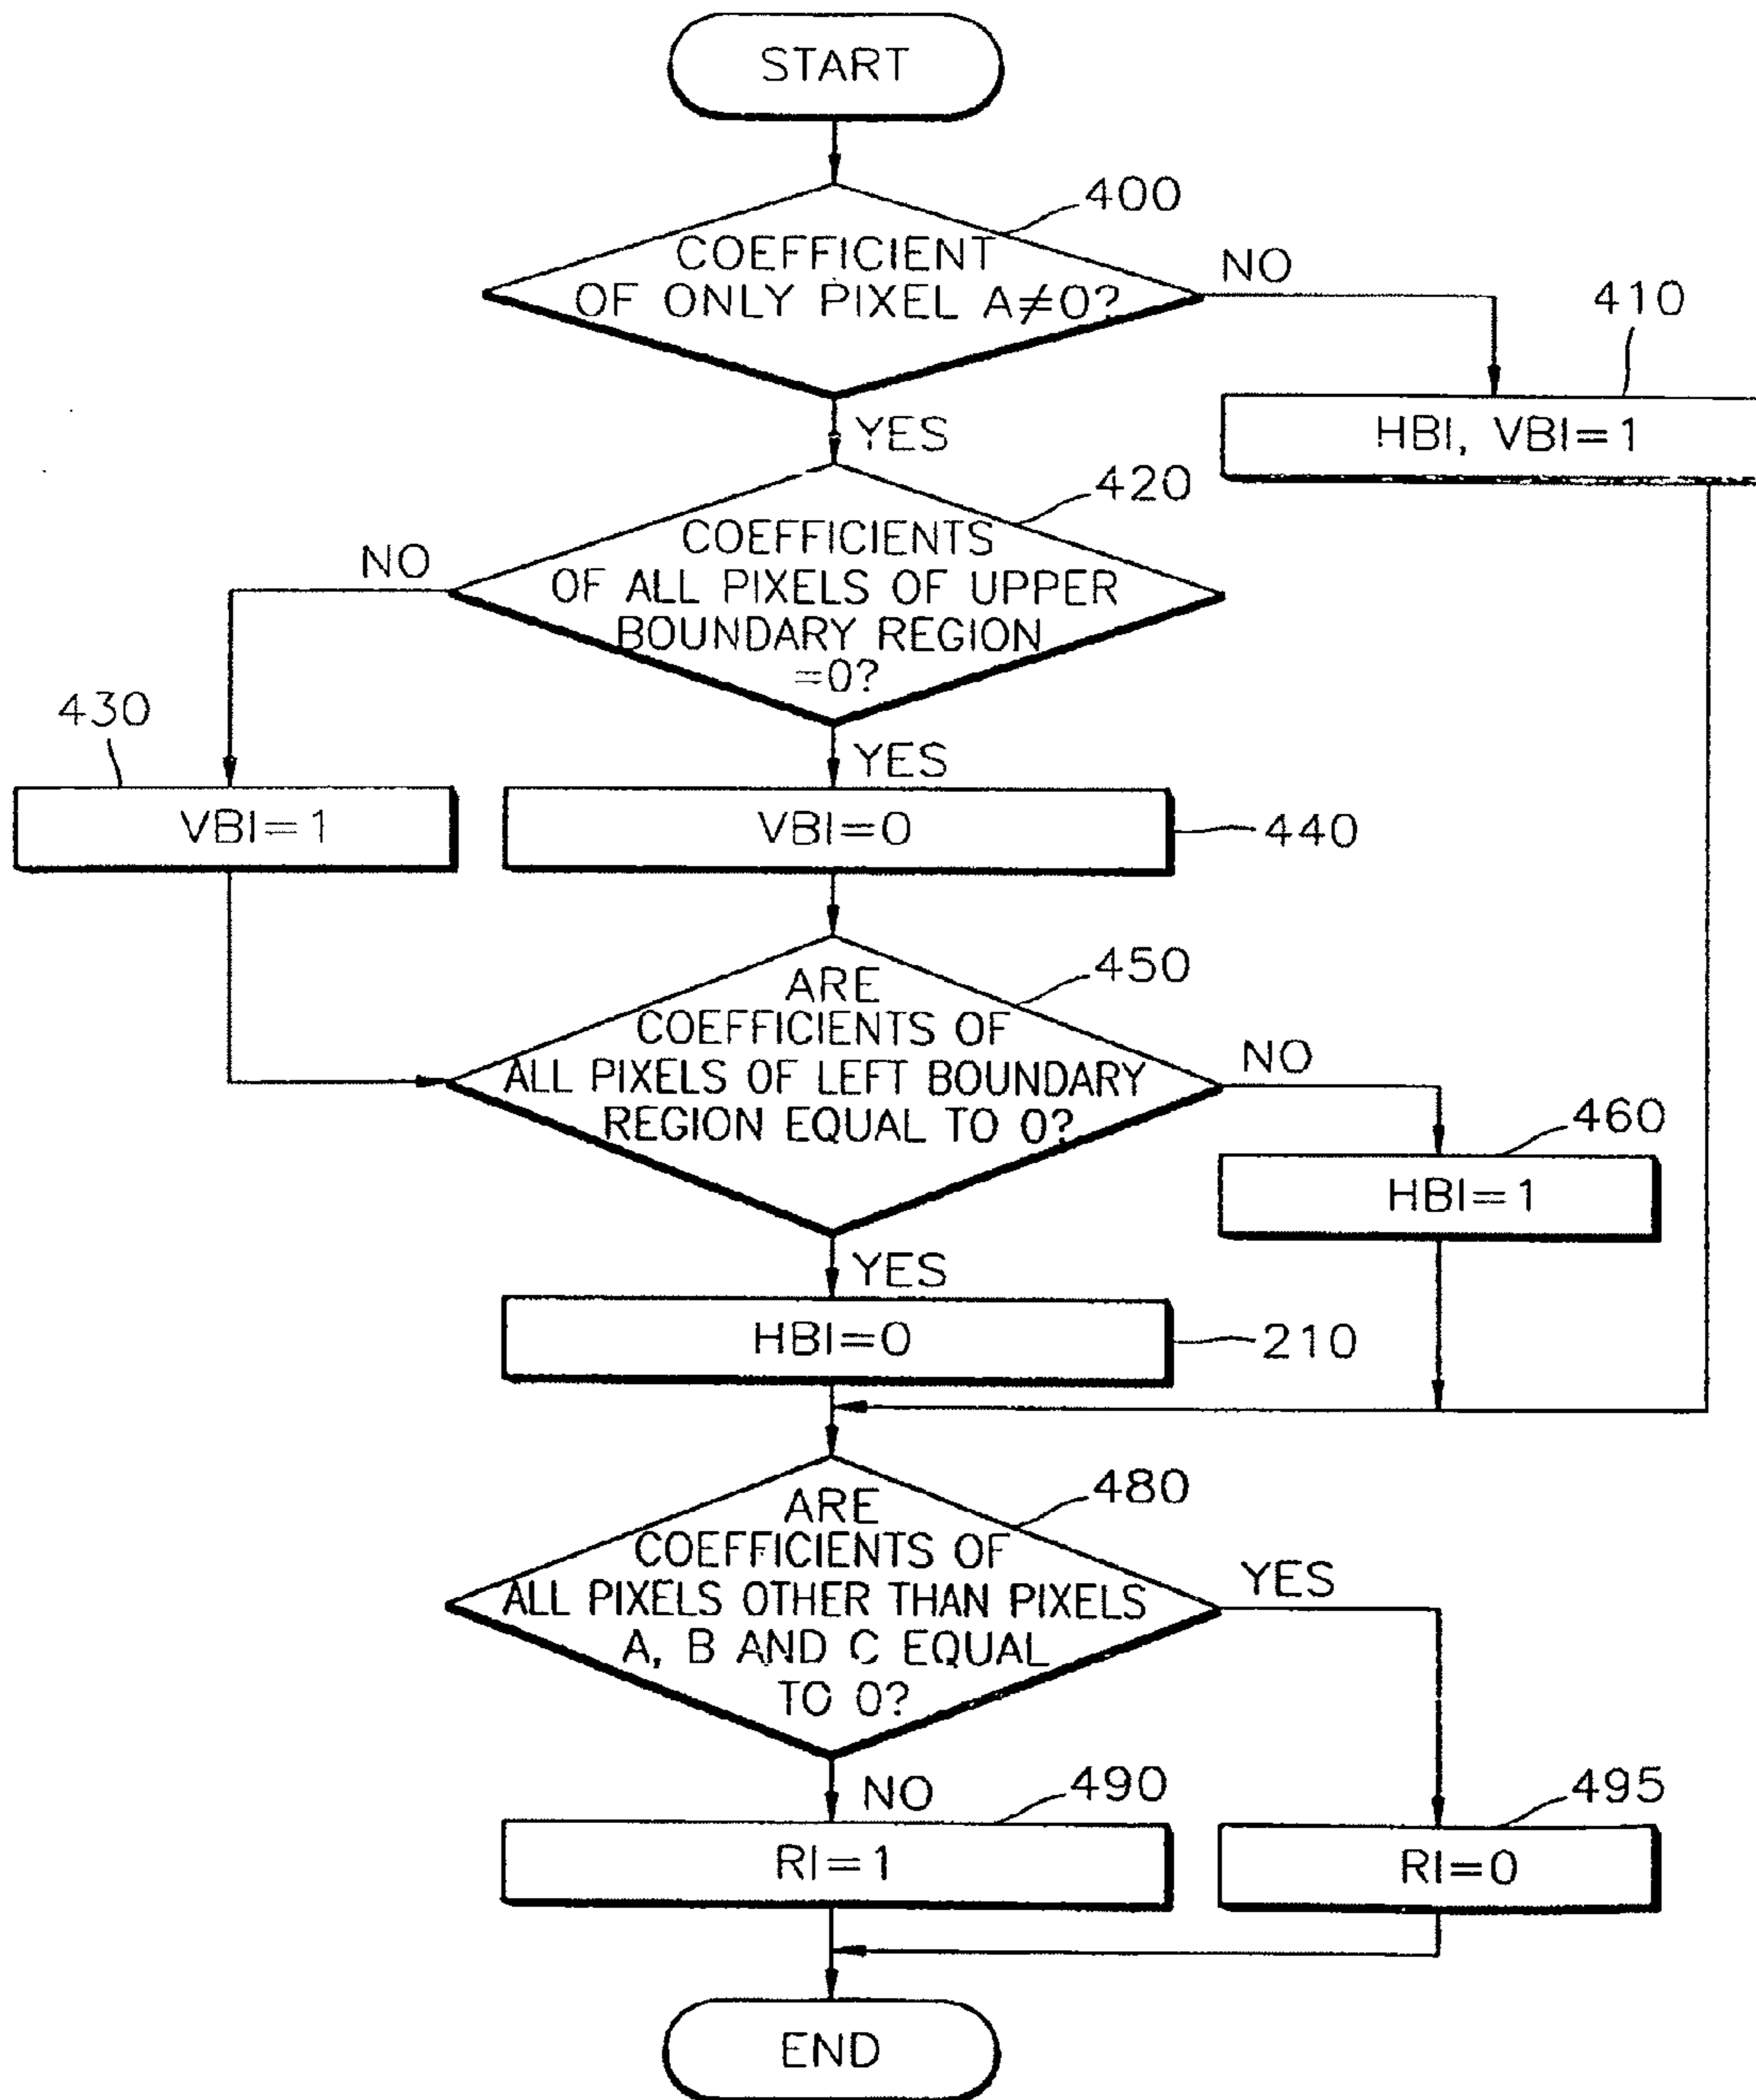 START
400
COEFFICIENT
OF ONLY PIXEL A≠0?
NO
410
HBI, VBI=1
YES
420
COEFFICIENTS
OF ALL PIXELS OF UPPER
BOUNDARY REGION
=0?
NO
430
VBI=1
YES
VBI=0
440
450
ARE
COEFFICIENTS OF
ALL PIXELS OF LEFT BOUNDARY
REGION EQUAL TO 0?
NO
460
HBI=1
YES
HBI=0
210
480
ARE
COEFFICIENTS OF
ALL PIXELS OTHER THAN PIXELS
A, B AND C EQUAL
TO 0?
YES
NO
490
RI=1
495
RI=0
END